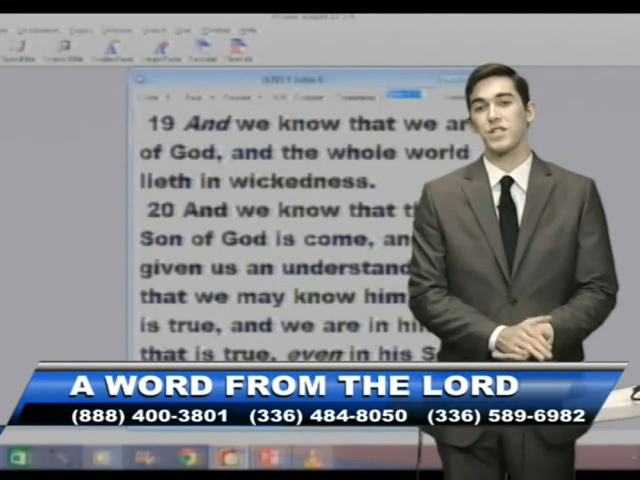 19 And we know that we ar
of God, and the whole world
lieth in wickedness.
20 And we know that th
Son of God is come, an
given us an understand
that we may know him
is true, and we are in hi
that is true, even in his S
A WORD FROM THE LORD
(888) 400-3801 (336) 484-8050 (336) 589-6982